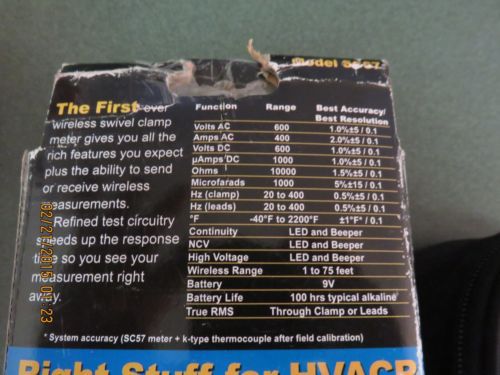 Model SC57
The First ever
wireless swivel clamp
meter gives you all the
rich features you expect
plus the ability to send
or receive wireless
measurements.
Refined test circuitry
speeds up the response
time so you see your
measurement right
away.
Function Range Best Accuracy/
Best Resolution
Volts AC 600 1.0%±5 / 0.1
Amps AC 400 2.0%±5 / 0.1
Volts DC 600 1.0%±5 / 0.1
µAmps DC 1000 1.0%±5 / 0.1
Ohms 10000 1.5%±5 / 0.1
Microfarads 1000 5%±15 / 0.1
Hz (clamp) 20 to 400 0.5%±5 / 0.1
Hz (leads) 20 to 400 0.5%±5 / 0.1
°F -40°F to 2200°F ±1°F* / 0.1
Continuity LED and Beeper
NCV LED and Beeper
High Voltage LED and Beeper
Wireless Range 1 to 75 feet
Battery 9V
Battery Life 100 hrs typical alkaline
True RMS Through Clamp or Leads
* System accuracy (SC57 meter + k-type thermocouple after field calibration)
Right Stuff for HVACR